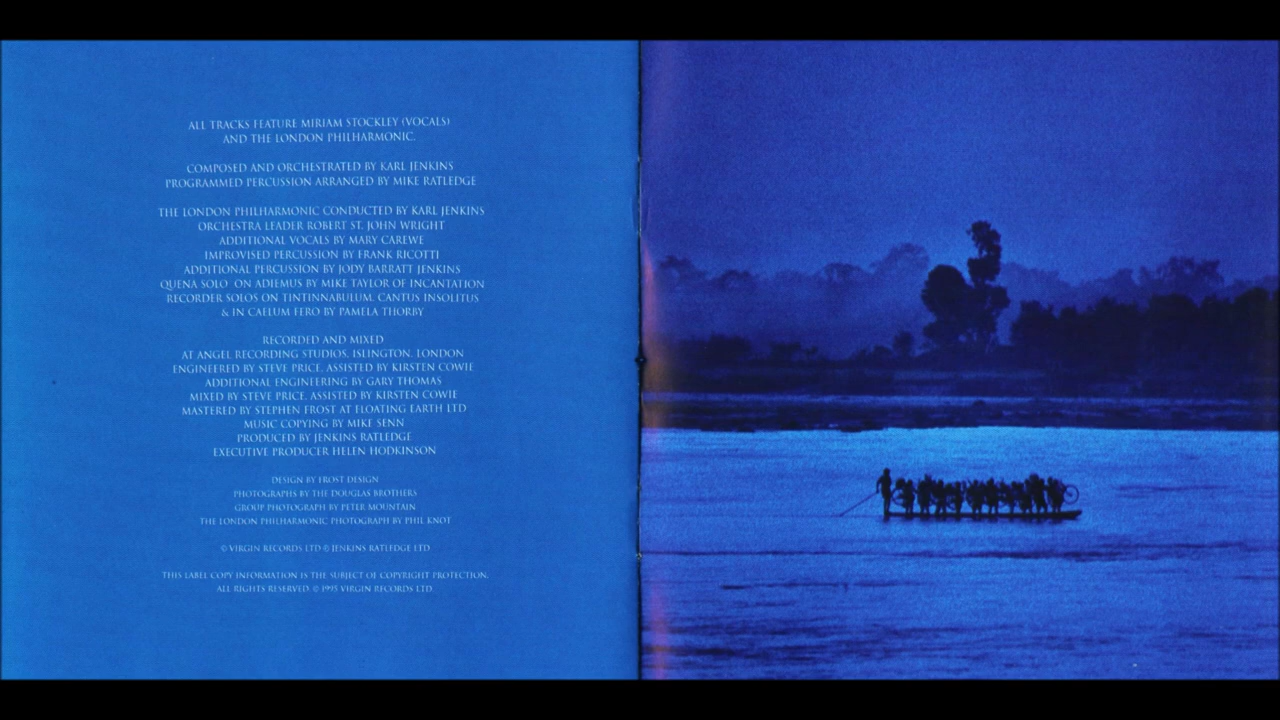 ALL TRACKS FEATURE MIRIAM STOCKLEY (VOCALS)
AND THE LONDON PHILHARMONIC.
COMPOSED AND ORCHESTRATED BY KARL JENKINS
PROGRAMMED PERCUSSION ARRANGED BY MIKE RATLEDGE
THE LONDON PHILHARMONIC CONDUCTED BY KARL JENKINS
ORCHESTRA LEADER ROBERT ST. JOHN WRIGHT
ADDITIONAL VOCALS BY MARY CAREWE
IMPROVISED PERCUSSION BY FRANK RICOTTI
ADDITIONAL PERCUSSION BY JODY BARRATT JENKINS
QUENA SOLO ON ADIEMUS BY MIKE TAYLOR OF INCANTATION
RECORDER SOLOS ON TINTINNABULUM, CANTUS INSOLITUS
& IN CAELUM FERO BY PAMELA THORBY
RECORDED AND MIXED
AT ANGEL RECORDING STUDIOS, ISLINGTON, LONDON
ENGINEERED BY STEVE PRICE, ASSISTED BY KIRSTEN COWIE
ADDITIONAL ENGINEERING BY GARY THOMAS
MIXED BY STEVE PRICE, ASSISTED BY KIRSTEN COWIE
MASTERED BY STEPHEN FROST AT FLOATING EARTH LTD
MUSIC COPYING BY MIKE SENN
PRODUCED BY JENKINS RATLEDGE
EXECUTIVE PRODUCER HELEN HODKINSON
DESIGN BY FROST DESIGN
PHOTOGRAPHS BY THE DOUGLAS BROTHERS
GROUP PHOTOGRAPH BY PETER MOUNTAIN
THE LONDON PHILHARMONIC PHOTOGRAPH BY PHIL KNOT
© VIRGIN RECORDS LTD © JENKINS RATLEDGE LTD
THIS LABEL COPY INFORMATION IS THE SUBJECT OF COPYRIGHT PROTECTION.
ALL RIGHTS RESERVED. © 1995 VIRGIN RECORDS LTD